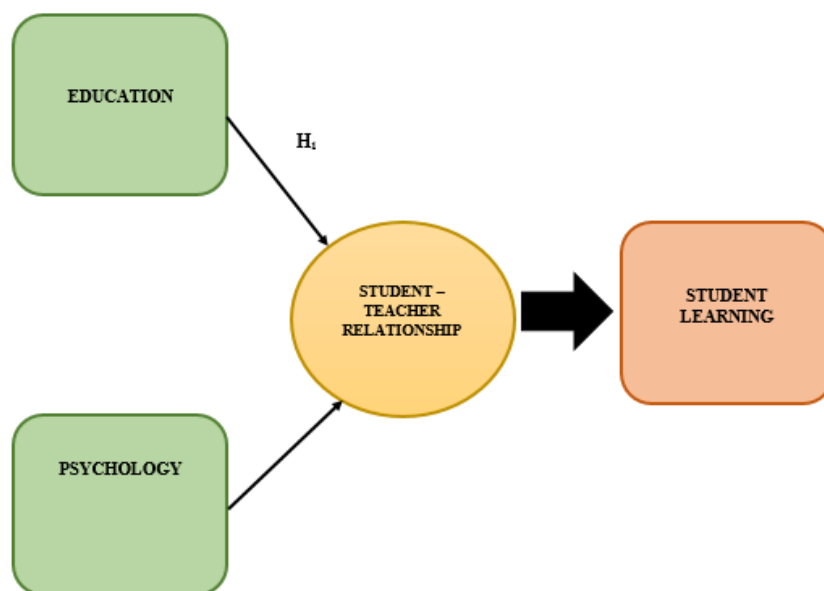 EDUCATION
H₁
STUDENT –
TEACHER
RELATIONSHIP
STUDENT
LEARNING
PSYCHOLOGY